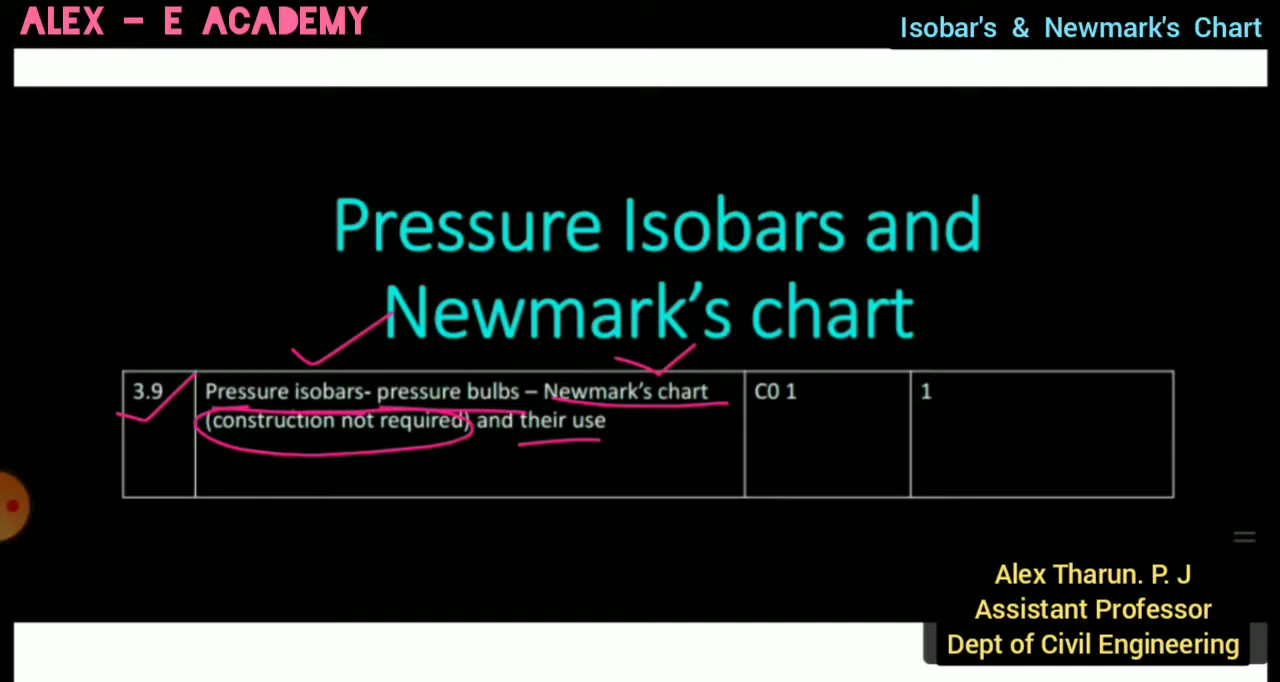 ALEX - E ACADEMY
Isobar's & Newmark's Chart
Pressure Isobars and
Newmark's chart
3.9
Pressure isobars- pressure bulbs – Newmark's chart
(construction not required) and their use
C0 1
1
Alex Tharun. P. J
Assistant Professor
Dept of Civil Engineering